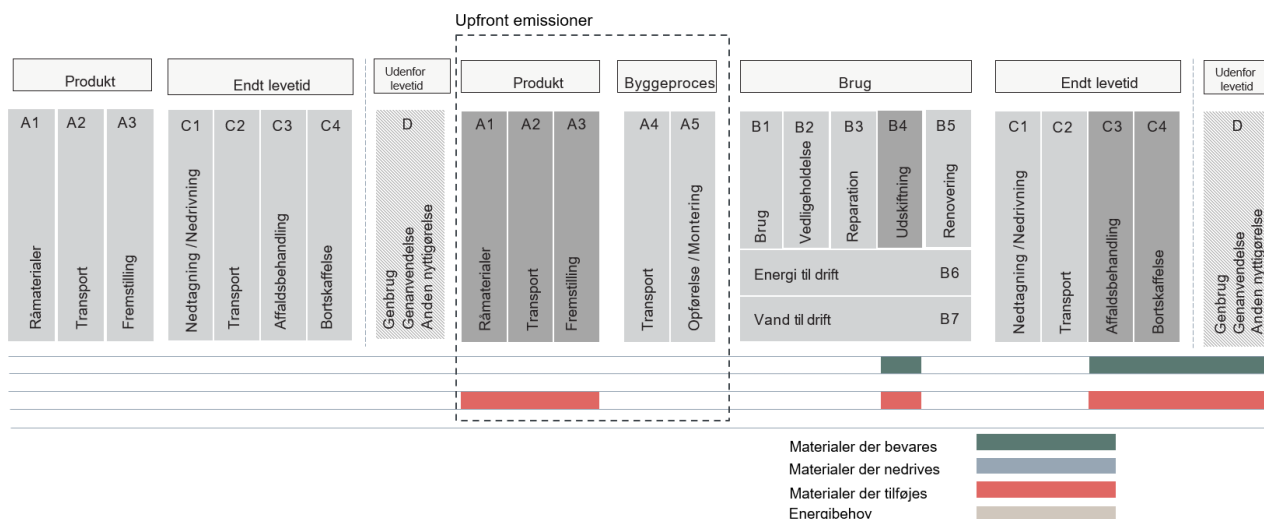 Upfront emissioner
Produkt
Endt levetid
Udenfor
levetid
Produkt
Byggeproces
Brug
Endt levetid
Udenfor
levetid
A1
A2
A3
C1
C2
C3
C4
D
A1
A2
A3
A4
A5
B1
B2
B3
B4
B5
C1
C2
C3
C4
D
Råmaterialer
Transport
Fremstilling
Nedtagning / Nedrivning
Transport
Affaldsbehandling
Bortskaffelse
Genbrug
Genanvendelse
Anden nyttigørelse
Råmaterialer
Transport
Fremstilling
Transport
Opførelse / Montering
Brug
Vedligeholdelse
Reparation
Udskiftning
Renovering
Energi til drift B6
Vand til drift B7
Nedtagning / Nedrivning
Transport
Affaldsbehandling
Bortskaffelse
Genbrug
Genanvendelse
Anden nyttigørelse
Materialer der bevares
Materialer der nedrives
Materialer der tilføjes
Energibehov